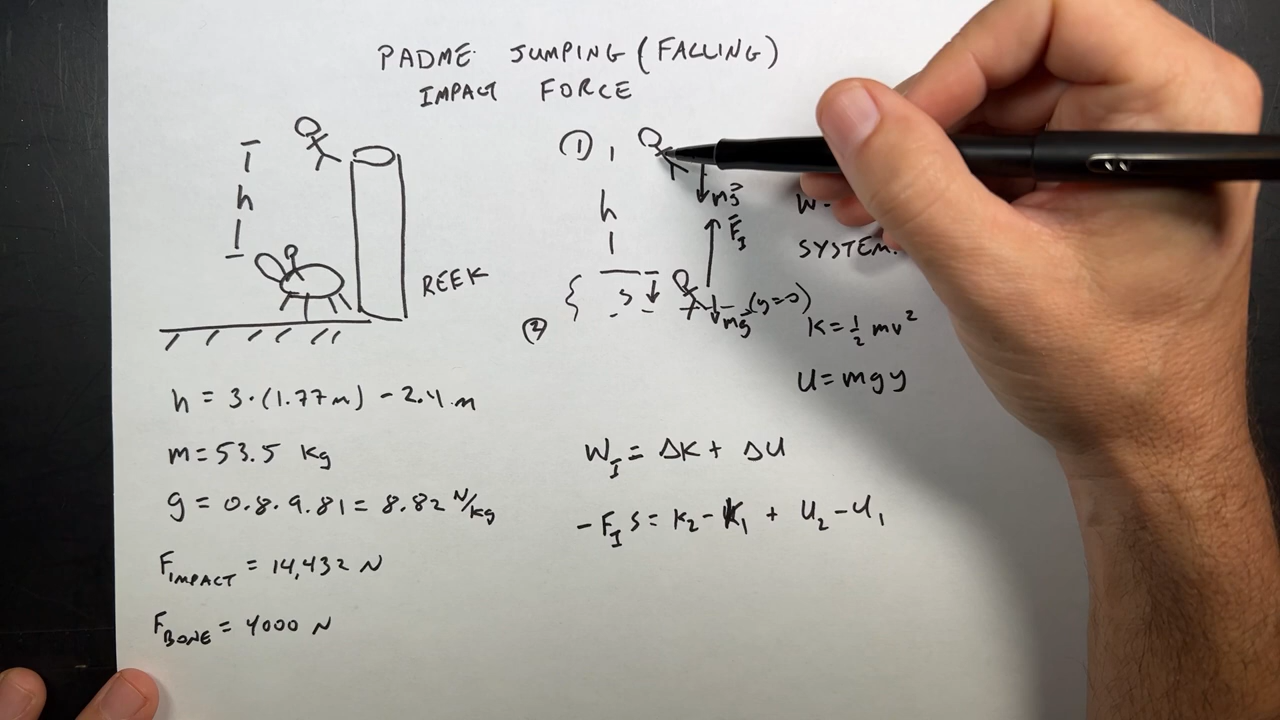 PADME JUMPING (FALLING)
IMPACT FORCE
h
REEK
h = 3·(1.77m) - 2.4 m
m = 53.5 kg
g = 0.8·9.81 = 8.82 N/kg
F_IMPACT = 14,432 N
F_BONE = 4000 N
①
h
mg⃗
F⃗_I
s
②
mg⃗ (y=0)
W-
SYSTEM:
K = ½ mv²
U = mgy
W_I = ΔK + ΔU
-F_I s = K₂ - K₁ + U₂ - U₁